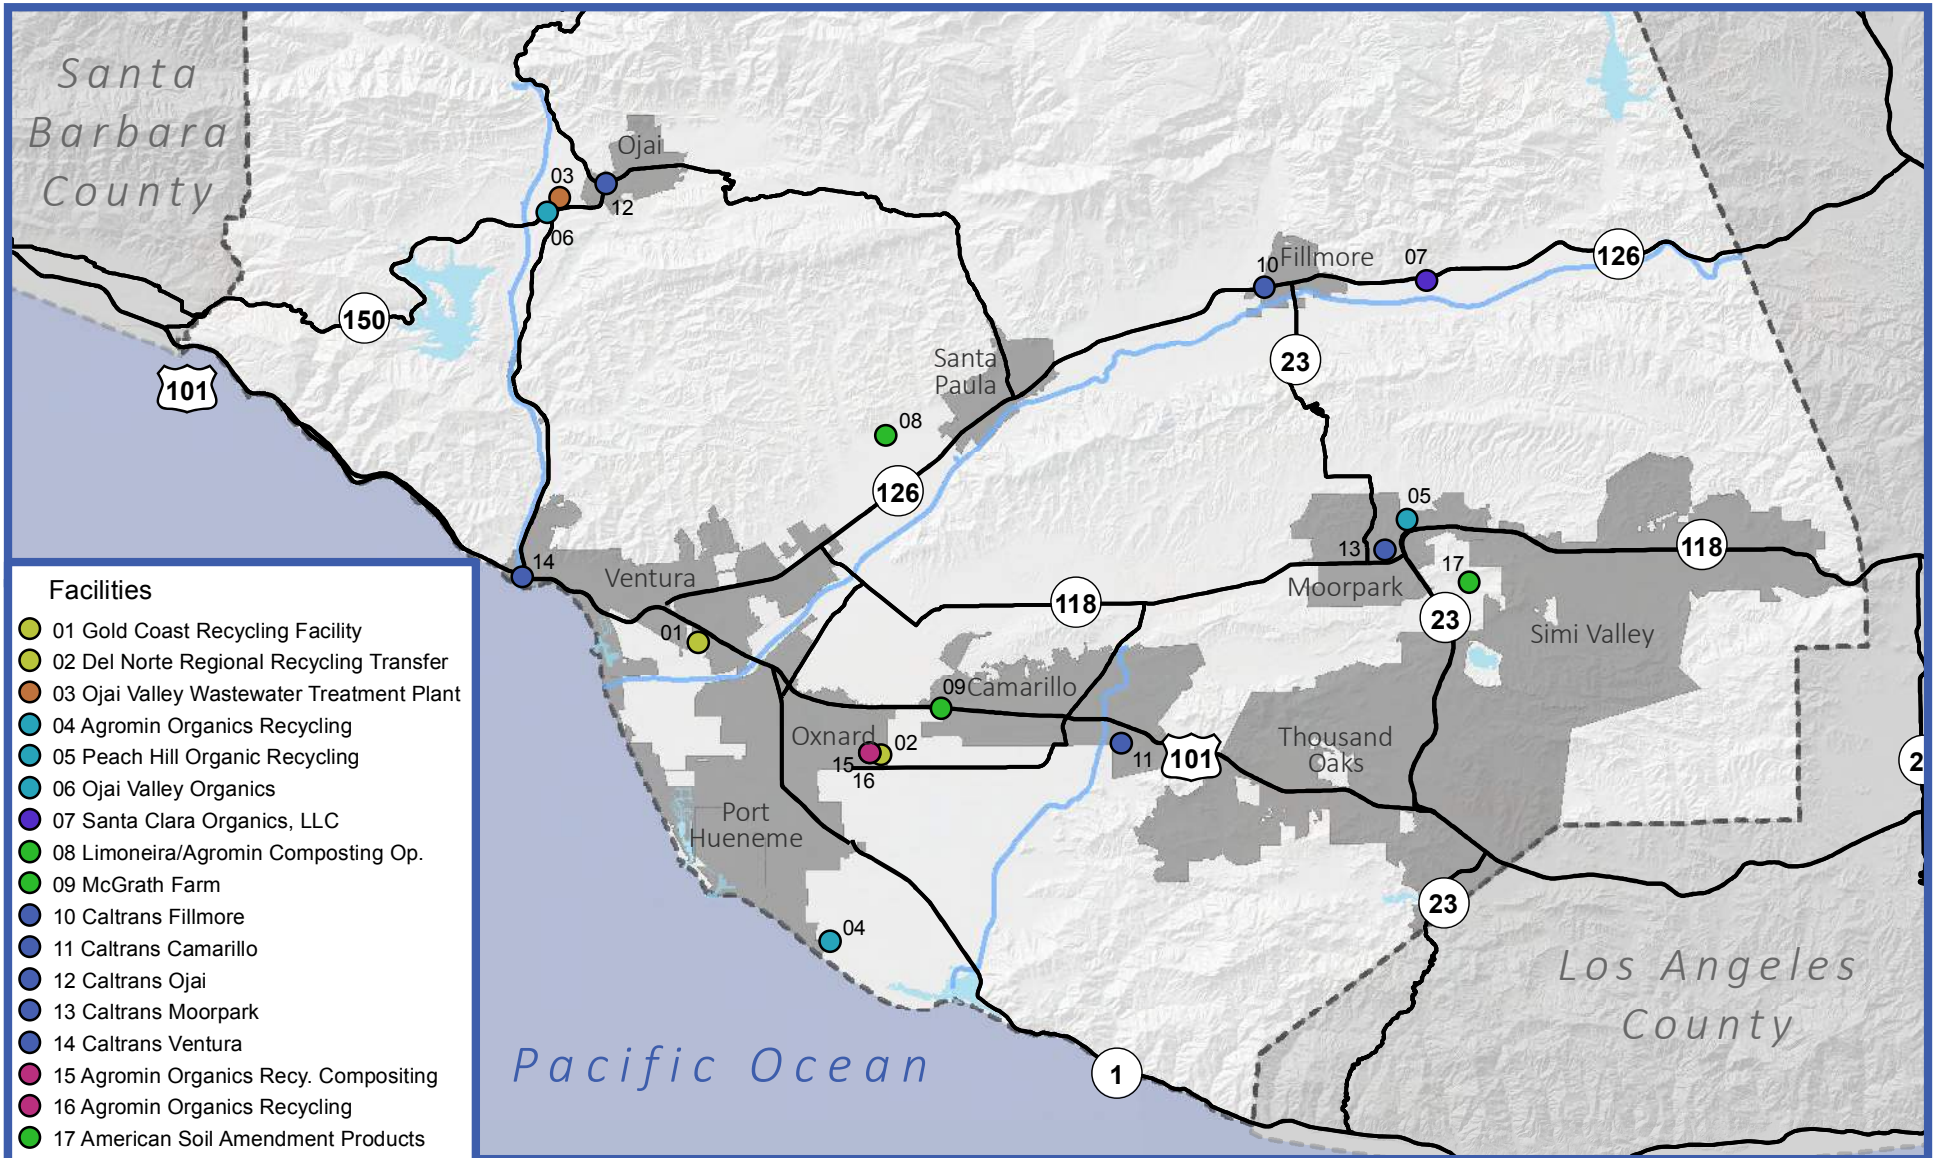 Santa
Barbara
County
Ojai
03
12
06
Fillmore
10
07
126
150
23
101
Santa
Paula
08
126
05
13
118
17
Moorpark
14
Ventura
118
23
Simi Valley
01
09 Camarillo
Oxnard
02
15
16
11
101
Thousand
Oaks
2
Port
Hueneme
23
04
Los Angeles
County
Pacific Ocean
1
Facilities
01 Gold Coast Recycling Facility
02 Del Norte Regional Recycling Transfer
03 Ojai Valley Wastewater Treatment Plant
04 Agromin Organics Recycling
05 Peach Hill Organic Recycling
06 Ojai Valley Organics
07 Santa Clara Organics, LLC
08 Limoneira/Agromin Composting Op.
09 McGrath Farm
10 Caltrans Fillmore
11 Caltrans Camarillo
12 Caltrans Ojai
13 Caltrans Moorpark
14 Caltrans Ventura
15 Agromin Organics Recy. Compositing
16 Agromin Organics Recycling
17 American Soil Amendment Products